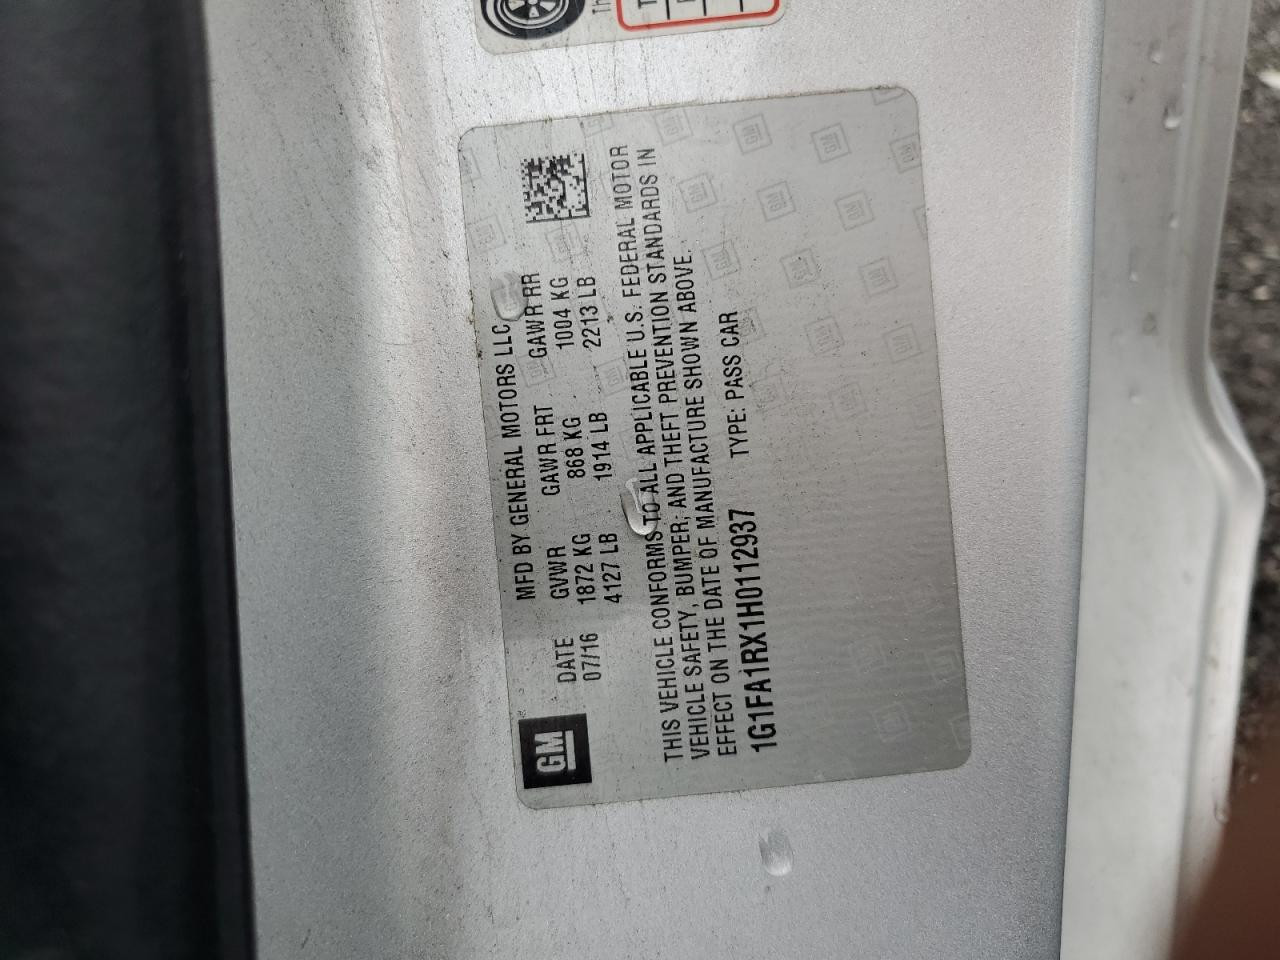 MFD BY GENERAL MOTORS LLC
DATE GVWR GAWR FRT GAWR RR
07/16 1872 KG 868 KG 1004 KG
4127 LB 1914 LB 2213 LB
GM
THIS VEHICLE CONFORMS TO ALL APPLICABLE U.S. FEDERAL MOTOR
VEHICLE SAFETY, BUMPER, AND THEFT PREVENTION STANDARDS IN
EFFECT ON THE DATE OF MANUFACTURE SHOWN ABOVE.
1G1FA1RX1H0112937 TYPE: PASS CAR